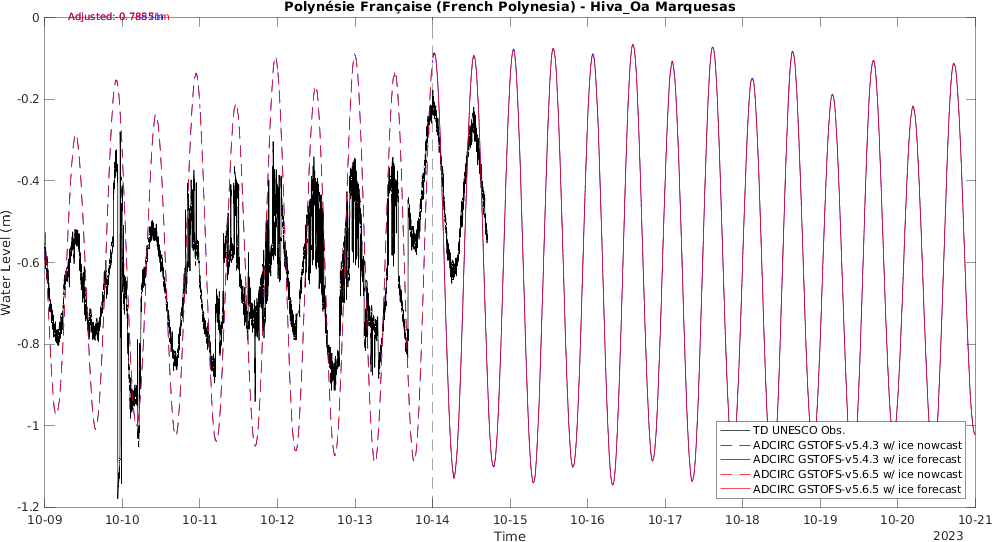 Polynésie Française (French Polynesia) - Hiva_Oa Marquesas
Water Level (m)
0
-0.2
-0.4
-0.6
-0.8
-1
-1.2
10-09 10-10 10-11 10-12 10-13 10-14 10-15 10-16 10-17 10-18 10-19 10-20 10-21
Time
2023
TD UNESCO Obs.
ADCIRC GSTOFS-v5.4.3 w/ ice nowcast
ADCIRC GSTOFS-v5.4.3 w/ ice forecast
ADCIRC GSTOFS-v5.6.5 w/ ice nowcast
ADCIRC GSTOFS-v5.6.5 w/ ice forecast
Adjusted: